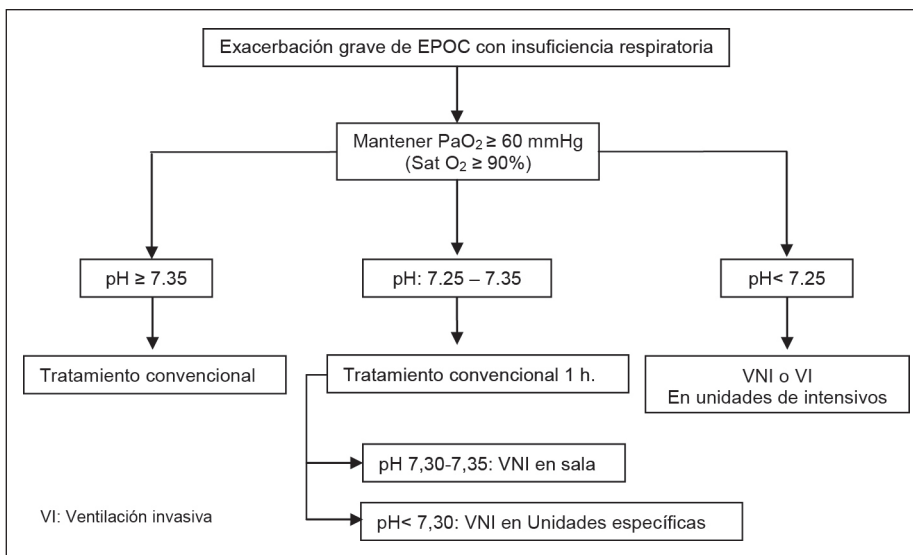 Exacerbación grave de EPOC con insuficiencia respiratoria
Mantener PaO₂ ≥ 60 mmHg
(Sat O₂ ≥ 90%)
pH ≥ 7.35
pH: 7.25 – 7.35
pH< 7.25
Tratamiento convencional
Tratamiento convencional 1 h.
VNI o VI
En unidades de intensivos
pH 7,30-7,35: VNI en sala
pH< 7,30: VNI en Unidades específicas
VI: Ventilación invasiva